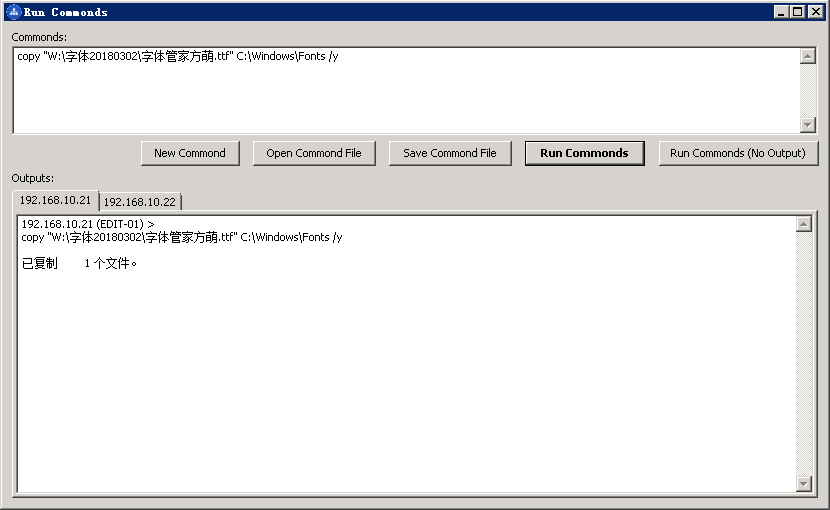 Run Commonds
Commonds:
copy "W:\字体20180302\字体管家方萌.ttf" C:\Windows\Fonts /y
New Commond
Open Commond File
Save Commond File
Run Commonds
Run Commonds (No Output)
Outputs:
192.168.10.21
192.168.10.22
192.168.10.21 (EDIT-01) >
copy "W:\字体20180302\字体管家方萌.ttf" C:\Windows\Fonts /y
已复制         1 个文件。